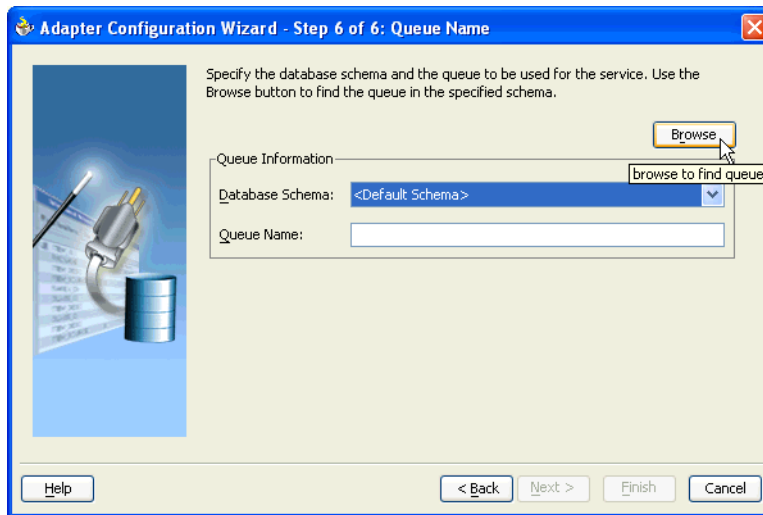 Adapter Configuration Wizard - Step 6 of 6: Queue Name
Specify the database schema and the queue to be used for the service. Use the
Browse button to find the queue in the specified schema.
Browse
browse to find queue
Queue Information
Database Schema: <Default Schema>
Queue Name:
Help
< Back
Next >
Finish
Cancel